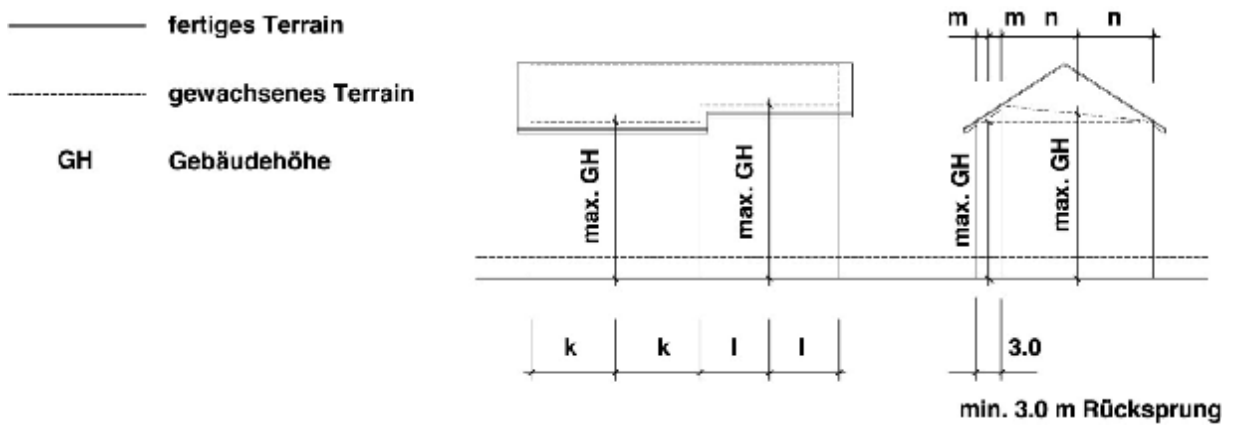 fertiges Terrain
gewachsenes Terrain
GH Gebäudehöhe
m m n n
max. GH
max. GH
max. GH
max. GH
k k l l
3.0
min. 3.0 m Rücksprung